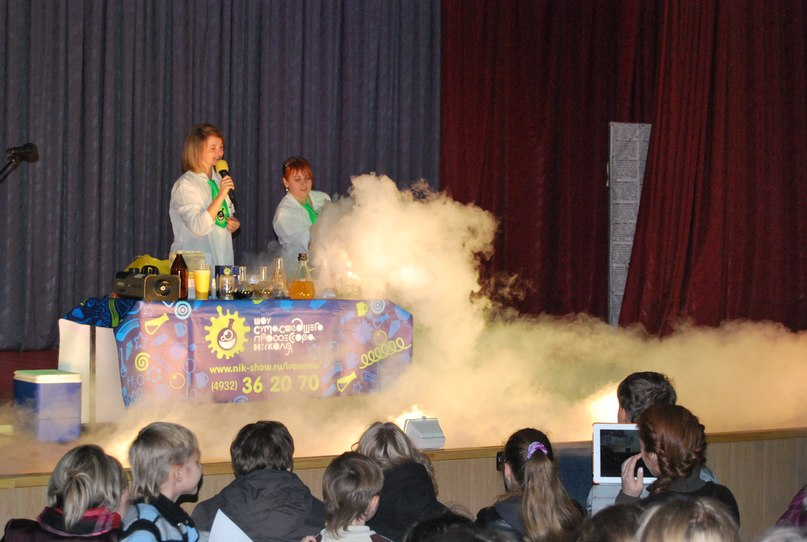 ШОУ
СУМАСШЕДШЕГО
ПРОФЕССОРА
НИКОЛЯ
www.nik-show.ru/ivanovo/
(4932) 36 20 70